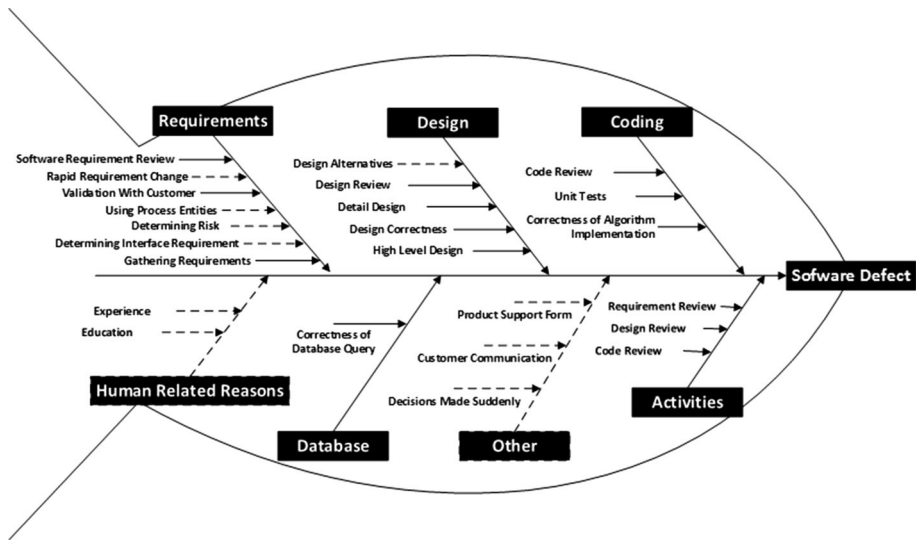 Requirements
Design
Coding
Software Requirement Review
Rapid Requirement Change
Validation With Customer
Using Process Entities
Determining Risk
Determining Interface Requirement
Gathering Requirements
Design Alternatives
Design Review
Detail Design
Design Correctness
High Level Design
Code Review
Unit Tests
Correctness of Algorithm
Implementation
Sofware Defect
Experience
Education
Correctness of
Database Query
Product Support Form
Customer Communication
Decisions Made Suddenly
Requirement Review
Design Review
Code Review
Human Related Reasons
Database
Other
Activities